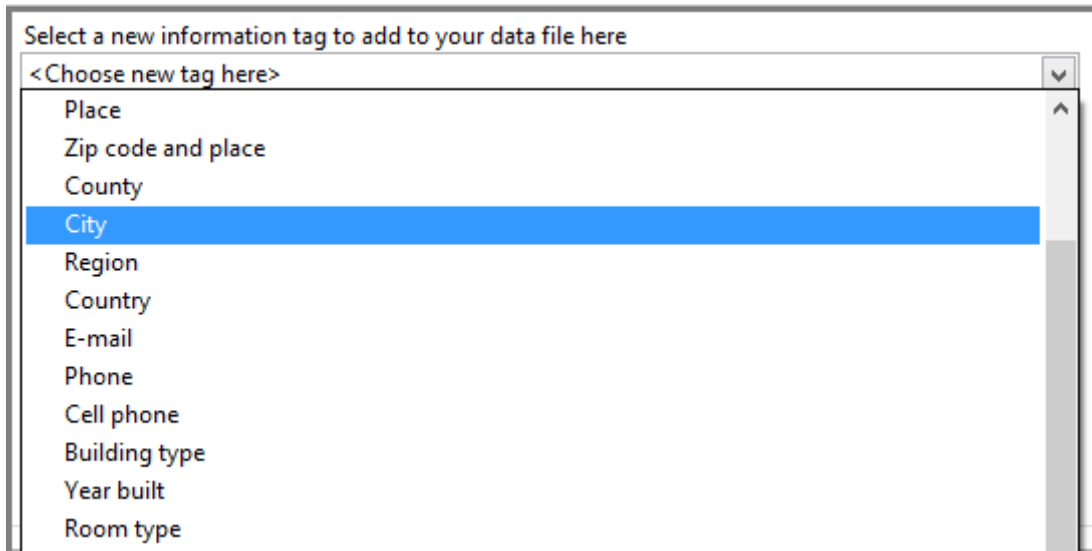 Select a new information tag to add to your data file here
<Choose new tag here>
Place
Zip code and place
County
City
Region
Country
E-mail
Phone
Cell phone
Building type
Year built
Room type